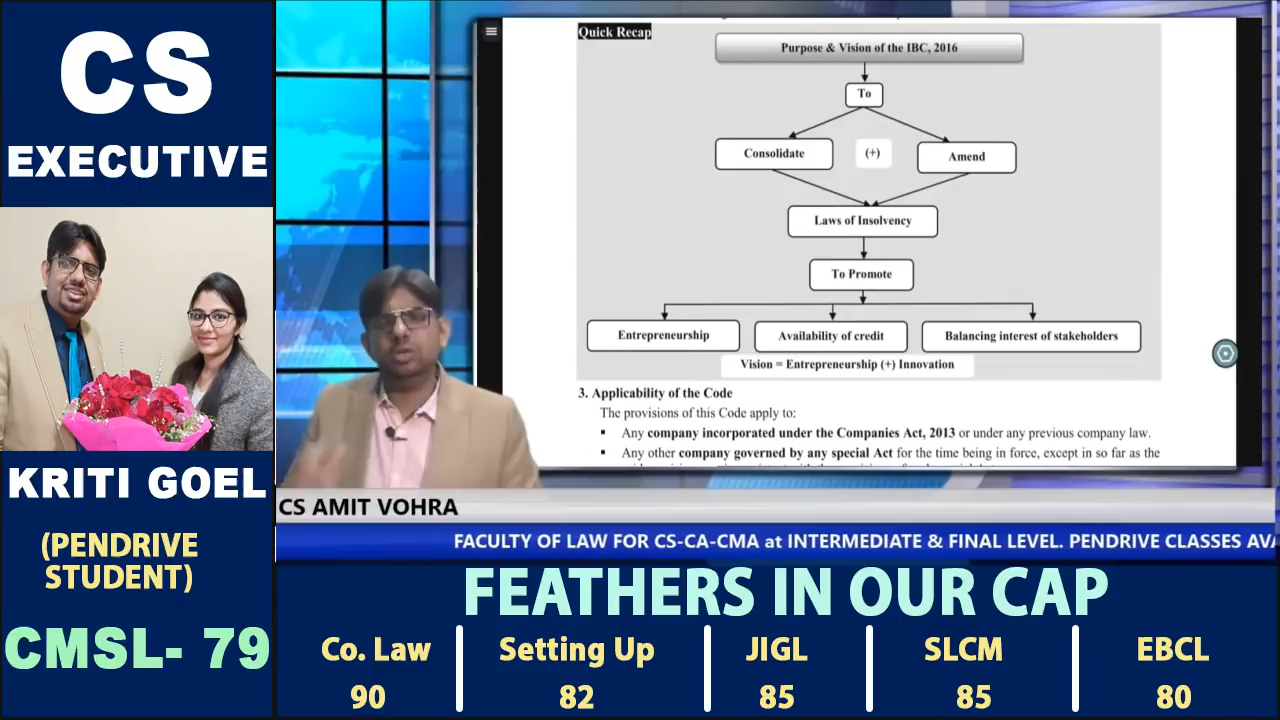 CS
EXECUTIVE
KRITI GOEL
(PENDRIVE
STUDENT)
CMSL- 79
Quick Recap
Purpose & Vision of the IBC, 2016
To
Consolidate
(+)
Amend
Laws of Insolvency
To Promote
Entrepreneurship
Availability of credit
Balancing interest of stakeholders
Vision = Entrepreneurship (+) Innovation
3. Applicability of the Code
The provisions of this Code apply to:
▪ Any company incorporated under the Companies Act, 2013 or under any previous company law.
▪ Any other company governed by any special Act for the time being in force, except in so far as the
CS AMIT VOHRA
FACULTY OF LAW FOR CS-CA-CMA at INTERMEDIATE & FINAL LEVEL. PENDRIVE CLASSES AVA
FEATHERS IN OUR CAP
Co. Law
90
Setting Up
82
JIGL
85
SLCM
85
EBCL
80